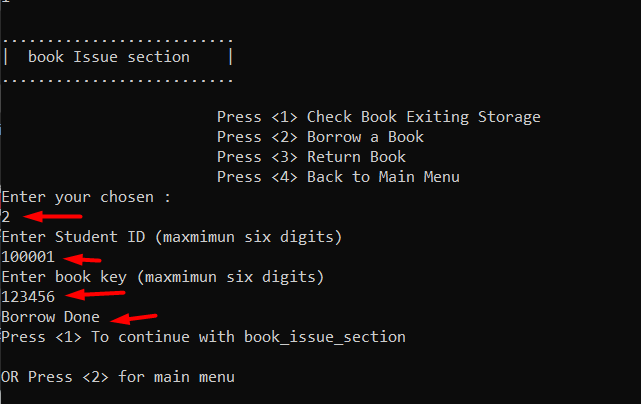 ...........................
|  book Issue section    |
...........................
Press <1> Check Book Exiting Storage
Press <2> Borrow a Book
Press <3> Return Book
Press <4> Back to Main Menu
Enter your chosen :
2
Enter Student ID (maxmimun six digits)
100001
Enter book key (maxmimun six digits)
123456
Borrow Done
Press <1> To continue with book_issue_section
OR Press <2> for main menu